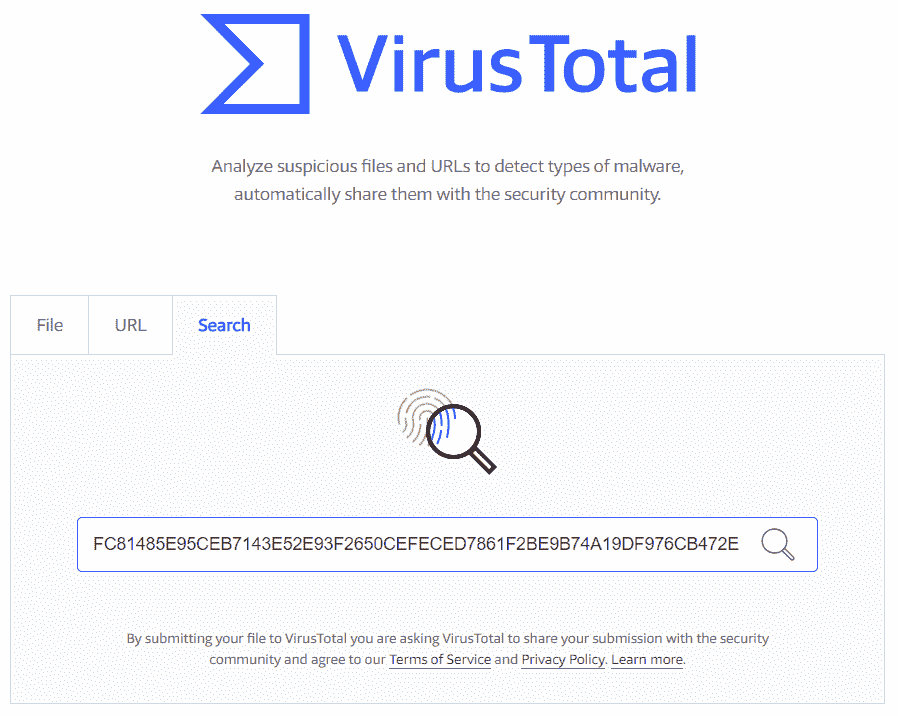 VirusTotal
Analyze suspicious files and URLs to detect types of malware,
automatically share them with the security community.
File URL Search
FC81485E95CEB7143E52E93F2650CEFECED7861F2BE9B74A19DF976CB472E
By submitting your file to VirusTotal you are asking VirusTotal to share your submission with the security
community and agree to our Terms of Service and Privacy Policy. Learn more.